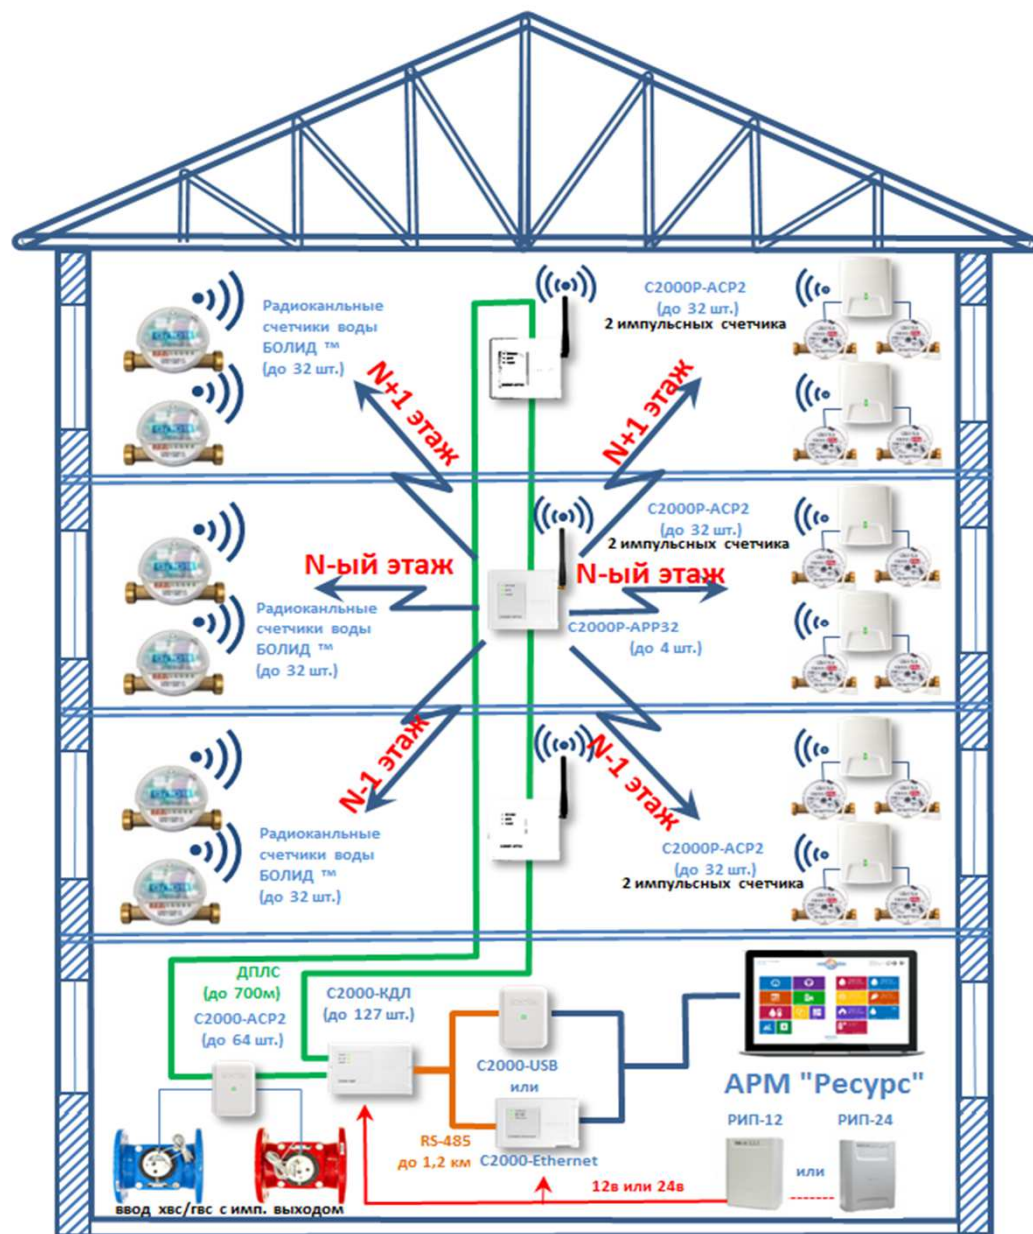 Радиоканльные
счетчики воды
БОЛИД ™
(до 32 шт.)
N+1 этаж
N+1 этаж
С2000Р-АСР2
(до 32 шт.)
2 импульсных счетчика
N-ый этаж
N-ый этаж
С2000Р-АСР2
(до 32 шт.)
2 импульсных счетчика
Радиоканльные
счетчики воды
БОЛИД ™
(до 32 шт.)
С2000Р-АРР32
(до 4 шт.)
N-1 этаж
N-1 этаж
Радиоканльные
счетчики воды
БОЛИД ™
(до 32 шт.)
С2000Р-АСР2
(до 32 шт.)
2 импульсных счетчика
ДПЛС
(до 700м)
С2000-АСР2
(до 64 шт.)
С2000-КДЛ
(до 127 шт.)
С2000-USB
или
С2000-Ethernet
RS-485
до 1,2 км
АРМ "Ресурс"
РИП-12
или
РИП-24
12в или 24в
ввод хвс/гвс с имп. выходом